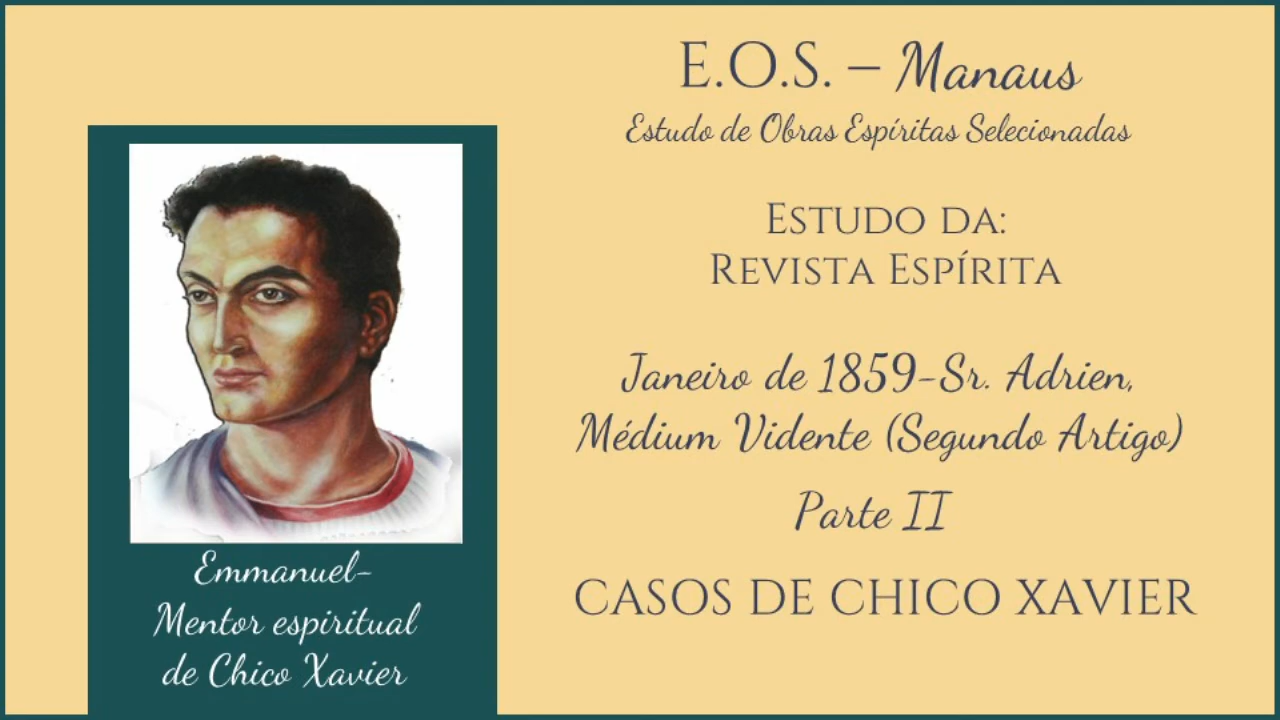 E.O.S. – Manaus
Estudo de Obras Espíritas Selecionadas
Estudo da:
Revista Espírita
Janeiro de 1859-Sr. Adrien,
Médium Vidente (Segundo Artigo)
Parte II
CASOS DE CHICO XAVIER
Emmanuel-
Mentor espiritual
de Chico Xavier